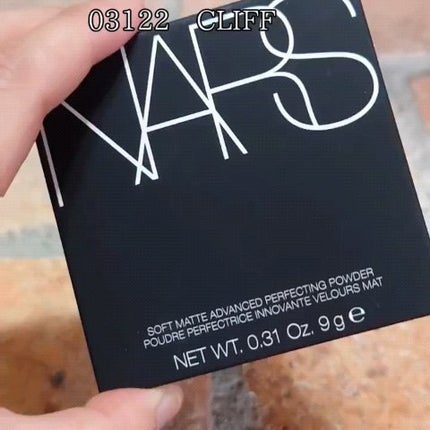 03122 CLIFF
NARS
SOFT MATTE ADVANCED PERFECTING POWDER
POUDRE PERFECTRICE INNOVANTE VELOURS MAT
NET WT. 0.31 Oz. 9 g ℮